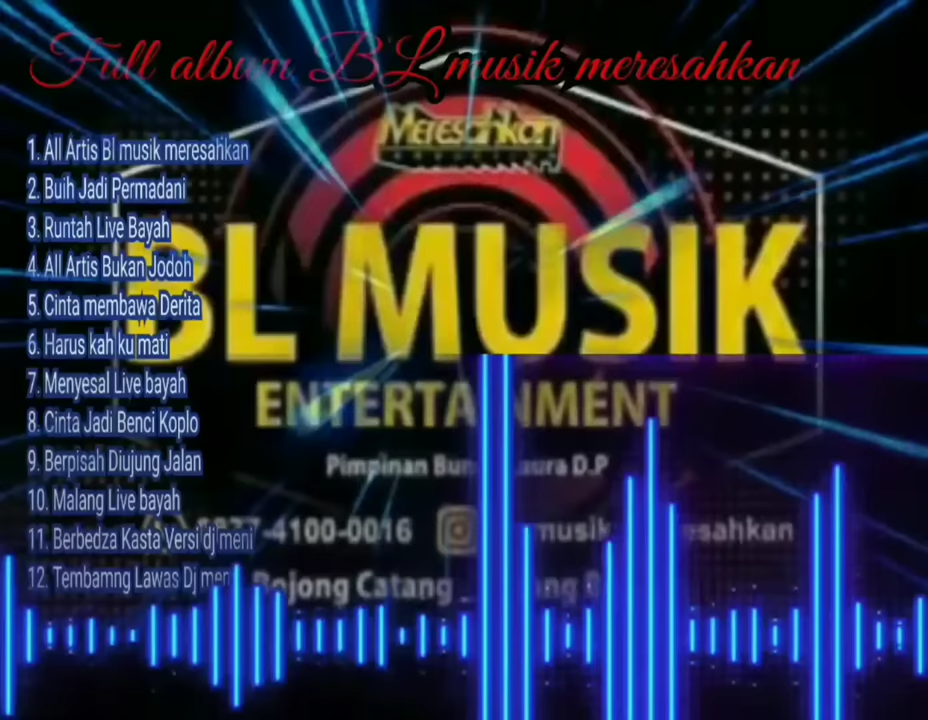 Full album BL musik meresahkan
Meresahkan
1. All Artis Bl musik meresahkan
2. Buih Jadi Permadani
3. Runtah Live Bayah
4. All Artis Bukan Jodoh
5. Cinta membawa Derita
6. Harus kah ku mati
7. Menyesal Live bayah
8. Cinta Jadi Benci Koplo
9. Berpisah Diujung Jalan
10. Malang Live bayah
11. Berbedza Kasta Versi dj meni
12. Tembamng Lawas Dj
BL MUSIK
ENTERTAINMENT
Pimpinan D.P
-4100-0016
musik
Bojong Catang